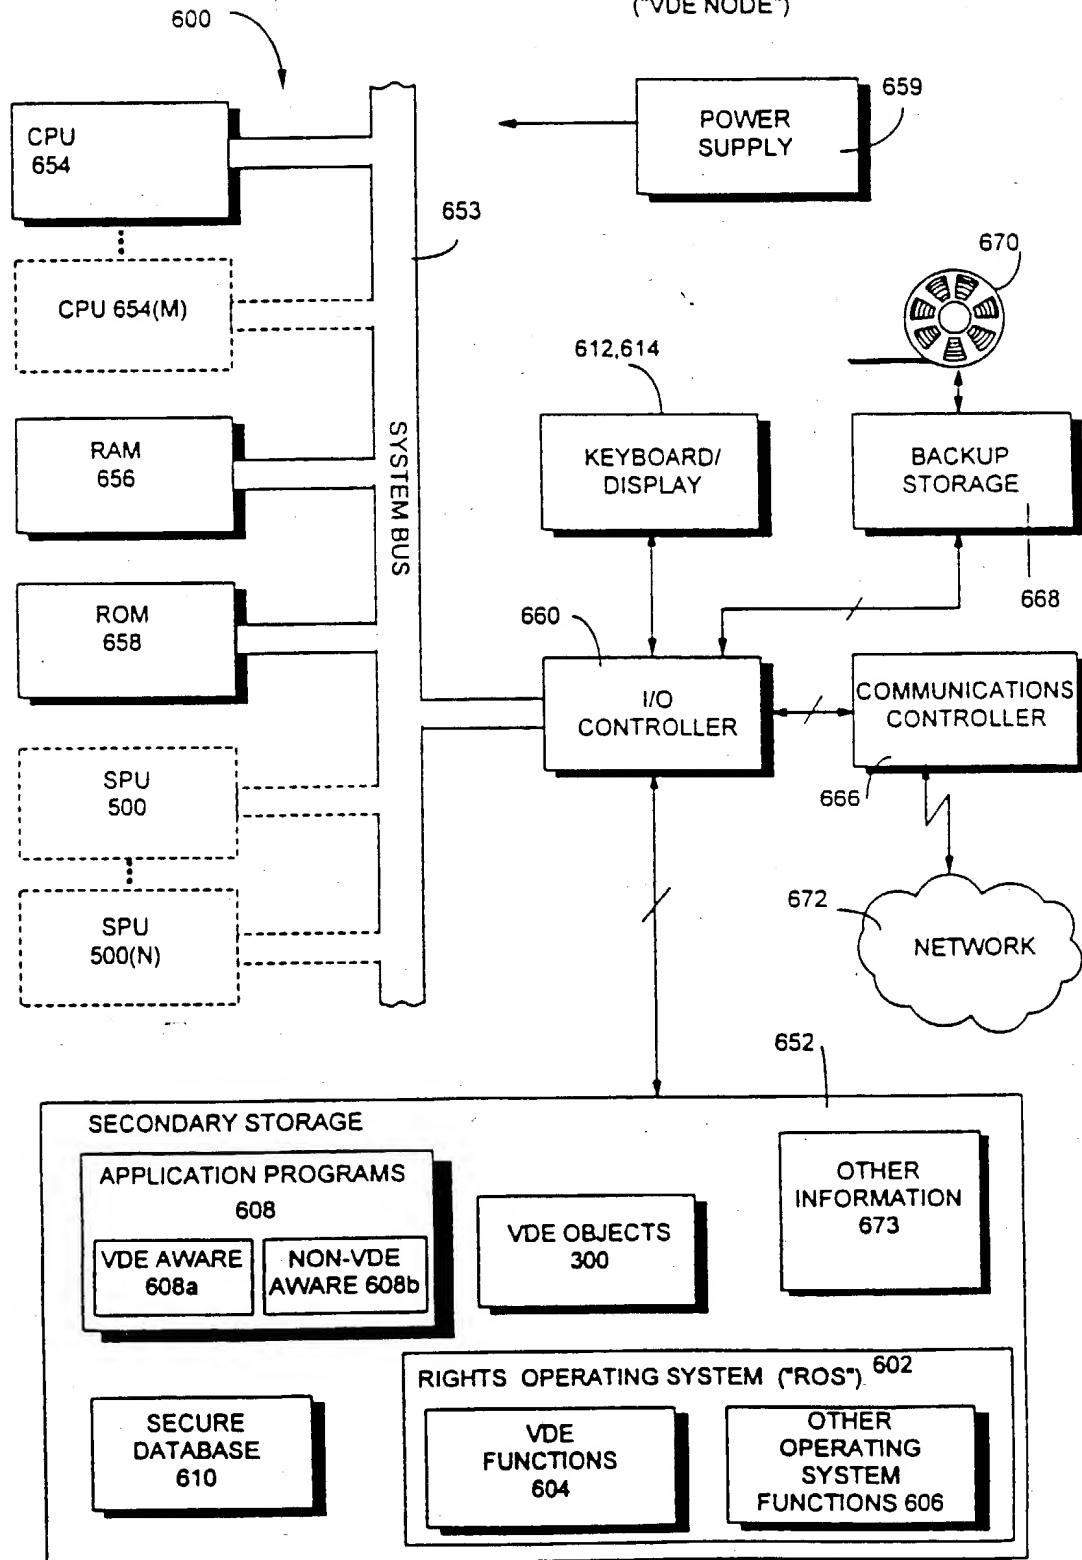 ("VDE NODE")
600
659
CPU
654
POWER
SUPPLY
653
670
CPU 654(M)
612,614
RAM
656
SYSTEM BUS
KEYBOARD/
DISPLAY
BACKUP
STORAGE
ROM
658
660
668
I/O
CONTROLLER
COMMUNICATIONS
CONTROLLER
SPU
500
666
SPU
500(N)
672
NETWORK
652
SECONDARY STORAGE
APPLICATION PROGRAMS
608
VDE AWARE
608a
NON-VDE
AWARE 608b
VDE OBJECTS
300
OTHER
INFORMATION
673
SECURE
DATABASE
610
RIGHTS OPERATING SYSTEM ("ROS") 602
VDE
FUNCTIONS
604
OTHER
OPERATING
SYSTEM
FUNCTIONS 606